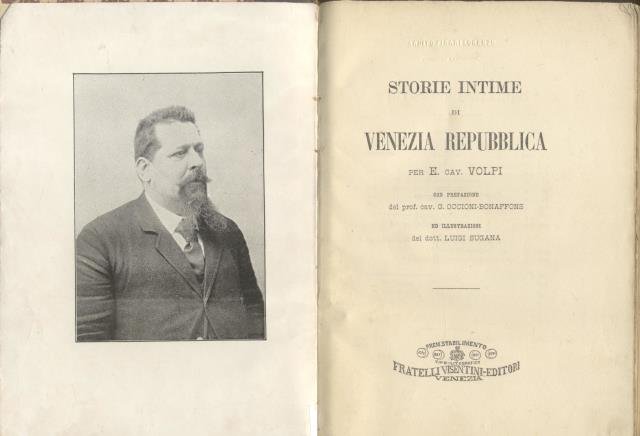 STORIE INTIME
DI
VENEZIA REPUBBLICA
PER E. CAV. VOLPI
CON PREFAZIONE
del prof. cav. G. OCCIONI-BONAFFONS
ED ILLUSTRAZIONI
del dott. LUIGI SUGANA
PREM. STABILIMENTO
FRATELLI VISENTINI-EDITORI
VENEZIA